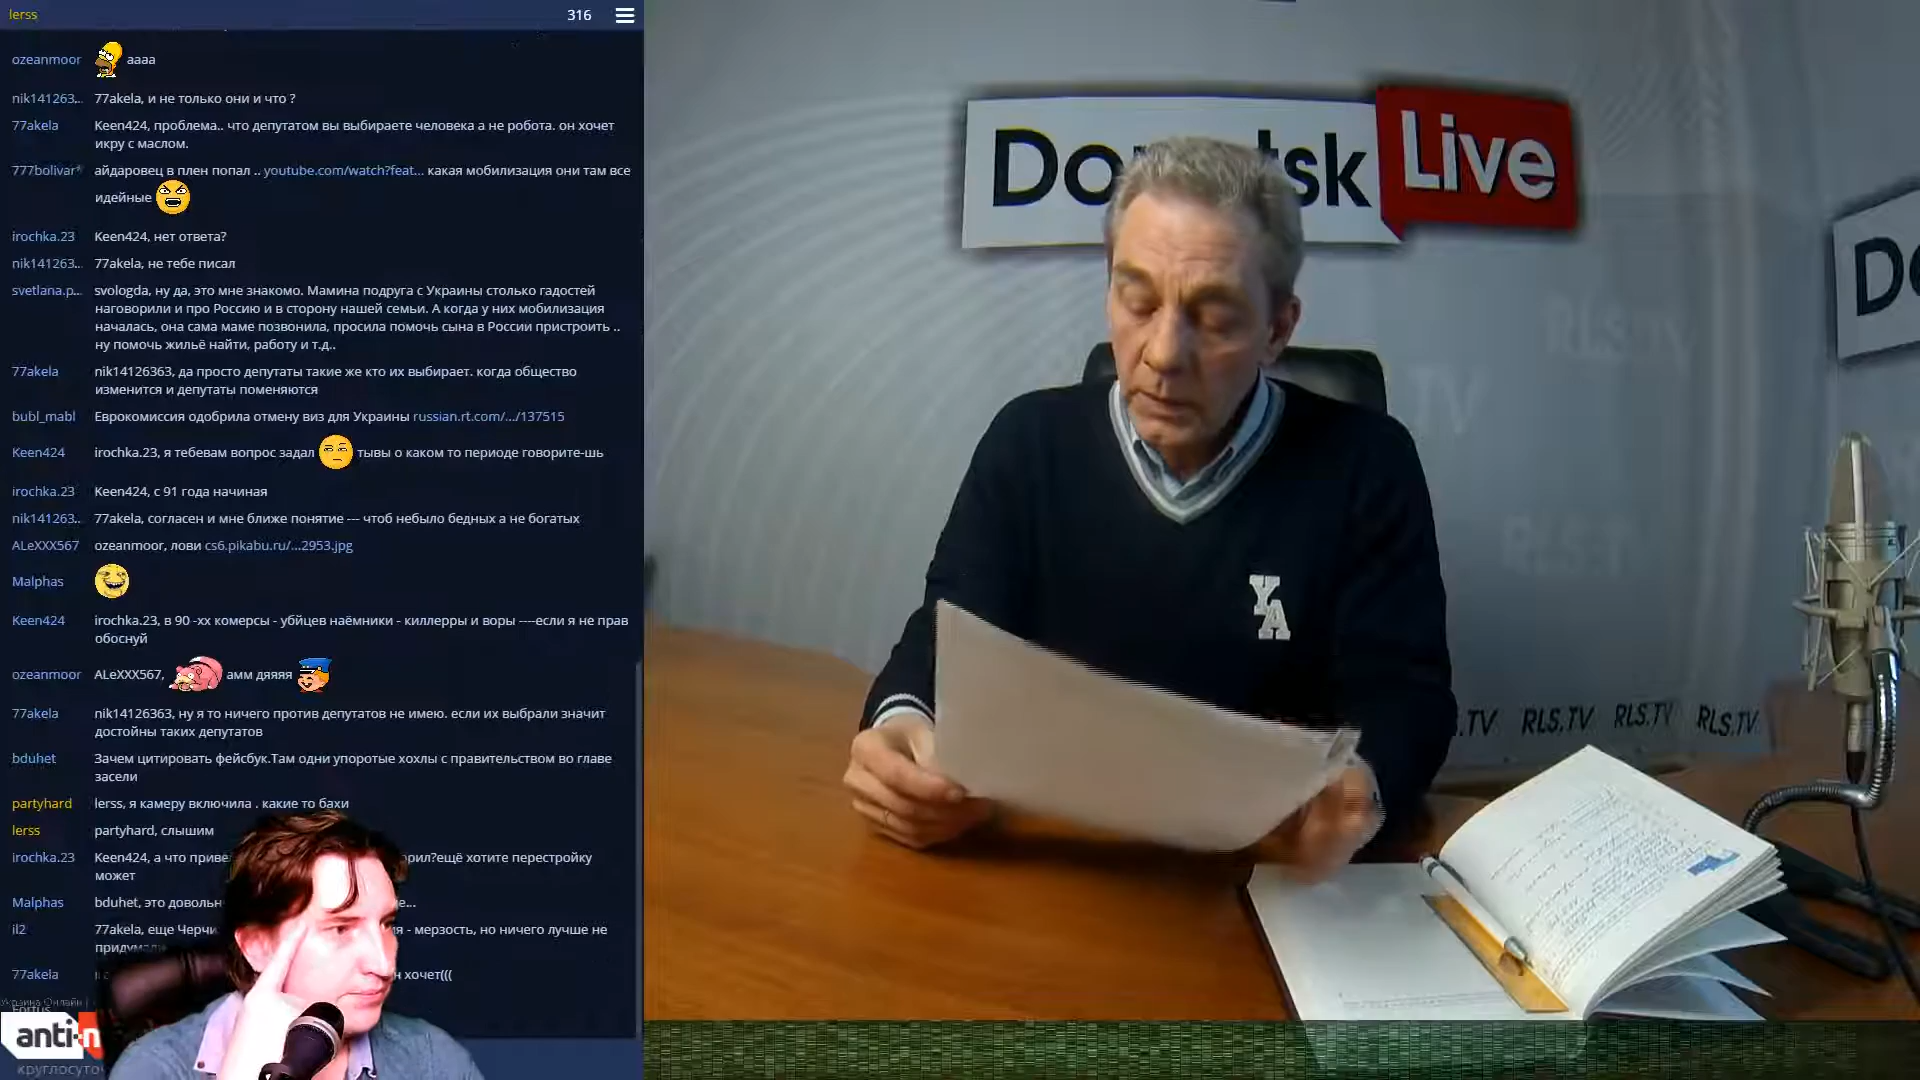 lerss 316
ozeanmoor аааа
nik141263... 77akela, и не только они и что ?
77akela Keen424, проблема.. что депутатом вы выбираете человека а не робота. он хочет
икру с маслом.
777bolivar* айдаровец в плен попал .. youtube.com/watch?feat... какая мобилизация они там все
идейные
irochka.23 Keen424, нет ответа?
nik141263... 77akela, не тебе писал
svetlana.p... svologda, ну да, это мне знакомо. Мамина подруга с Украины столько гадостей
наговорили и про Россию и в сторону нашей семьи. А когда у них мобилизация
началась, она сама маме позвонила, просила помочь сына в России пристроить ..
ну помочь жильё найти, работу и т.д..
77akela nik14126363, да просто депутаты такие же кто их выбирает. когда общество
изменится и депутаты поменяются
bubl_mabl Еврокомиссия одобрила отмену виз для Украины russian.rt.com/.../137515
Keen424 irochka.23, я тебевам вопрос задал тывы о каком то периоде говорите-шь
irochka.23 Keen424, с 91 года начиная
nik141263... 77akela, согласен и мне ближе понятие --- чтоб небыло бедных а не богатых
ALeXXX567 ozeanmoor, лови cs6.pikabu.ru/...2953.jpg
Malphas
Keen424 irochka.23, в 90 -хх комерсы - убйцев наёмники - киллерры и воры ----если я не прав
обоснуй
ozeanmoor ALeXXX567, амм дяяяя
77akela nik14126363, ну я то ничего против депутатов не имею. если их выбрали значит
достойны таких депутатов
bduhet Зачем цитировать фейсбук.Там одни упоротые хохлы с правительством во главе
засели
partyhard lerss, я камеру включила . какие то бахи
lerss partyhard, слышим
irochka.23 Keen424, а что приве рил?ещё хотите перестройку
может
Malphas bduhet, это довольн е...
il2 77akela, еще Черчи я - мерзость, но ничего лучше не
придума
77akela н хочет(((
Украина Онлайн |
Fortus
anti-n
круглосуто
Do tsk Live
RLS.TV
TV
RLS.T
.TV RLS.TV RLS.TV RLS.TV
YA